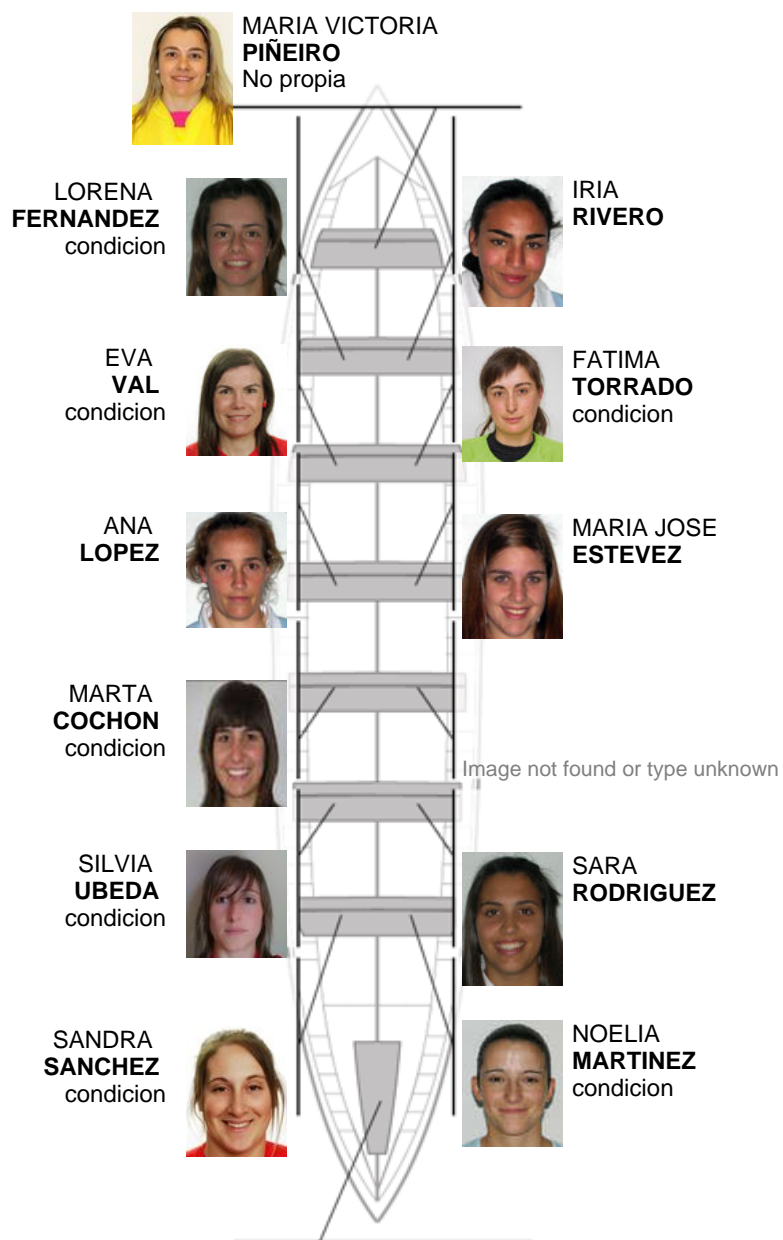 MARIA VICTORIA
PIÑEIRO
No propia
LORENA
FERNANDEZ
condicion
IRIA
RIVERO
EVA
VAL
condicion
FATIMA
TORRADO
condicion
ANA
LOPEZ
MARIA JOSE
ESTEVEZ
MARTA
COCHON
condicion
Image not found or type unknown
SILVIA
UBEDA
condicion
SARA
RODRIGUEZ
SANDRA
SANCHEZ
condicion
NOELIA
MARTINEZ
condicion